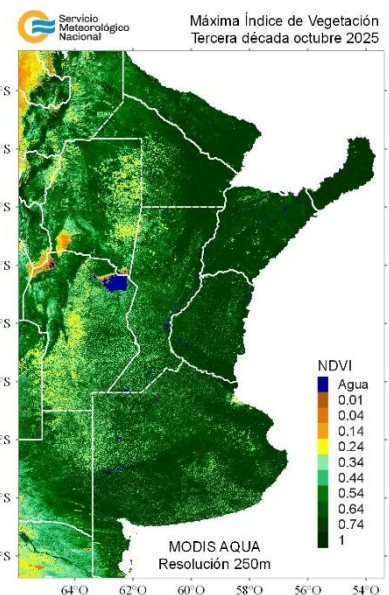 Servicio
Meteorológico
Nacional
Máxima Índice de Vegetación
Tercera década octubre 2025
NDVI
Agua
0.01
0.04
0.14
0.24
0.34
0.44
0.54
0.64
0.74
1
MODIS AQUA
Resolución 250m
64°O
62°O
60°O
58°O
56°O
54°O